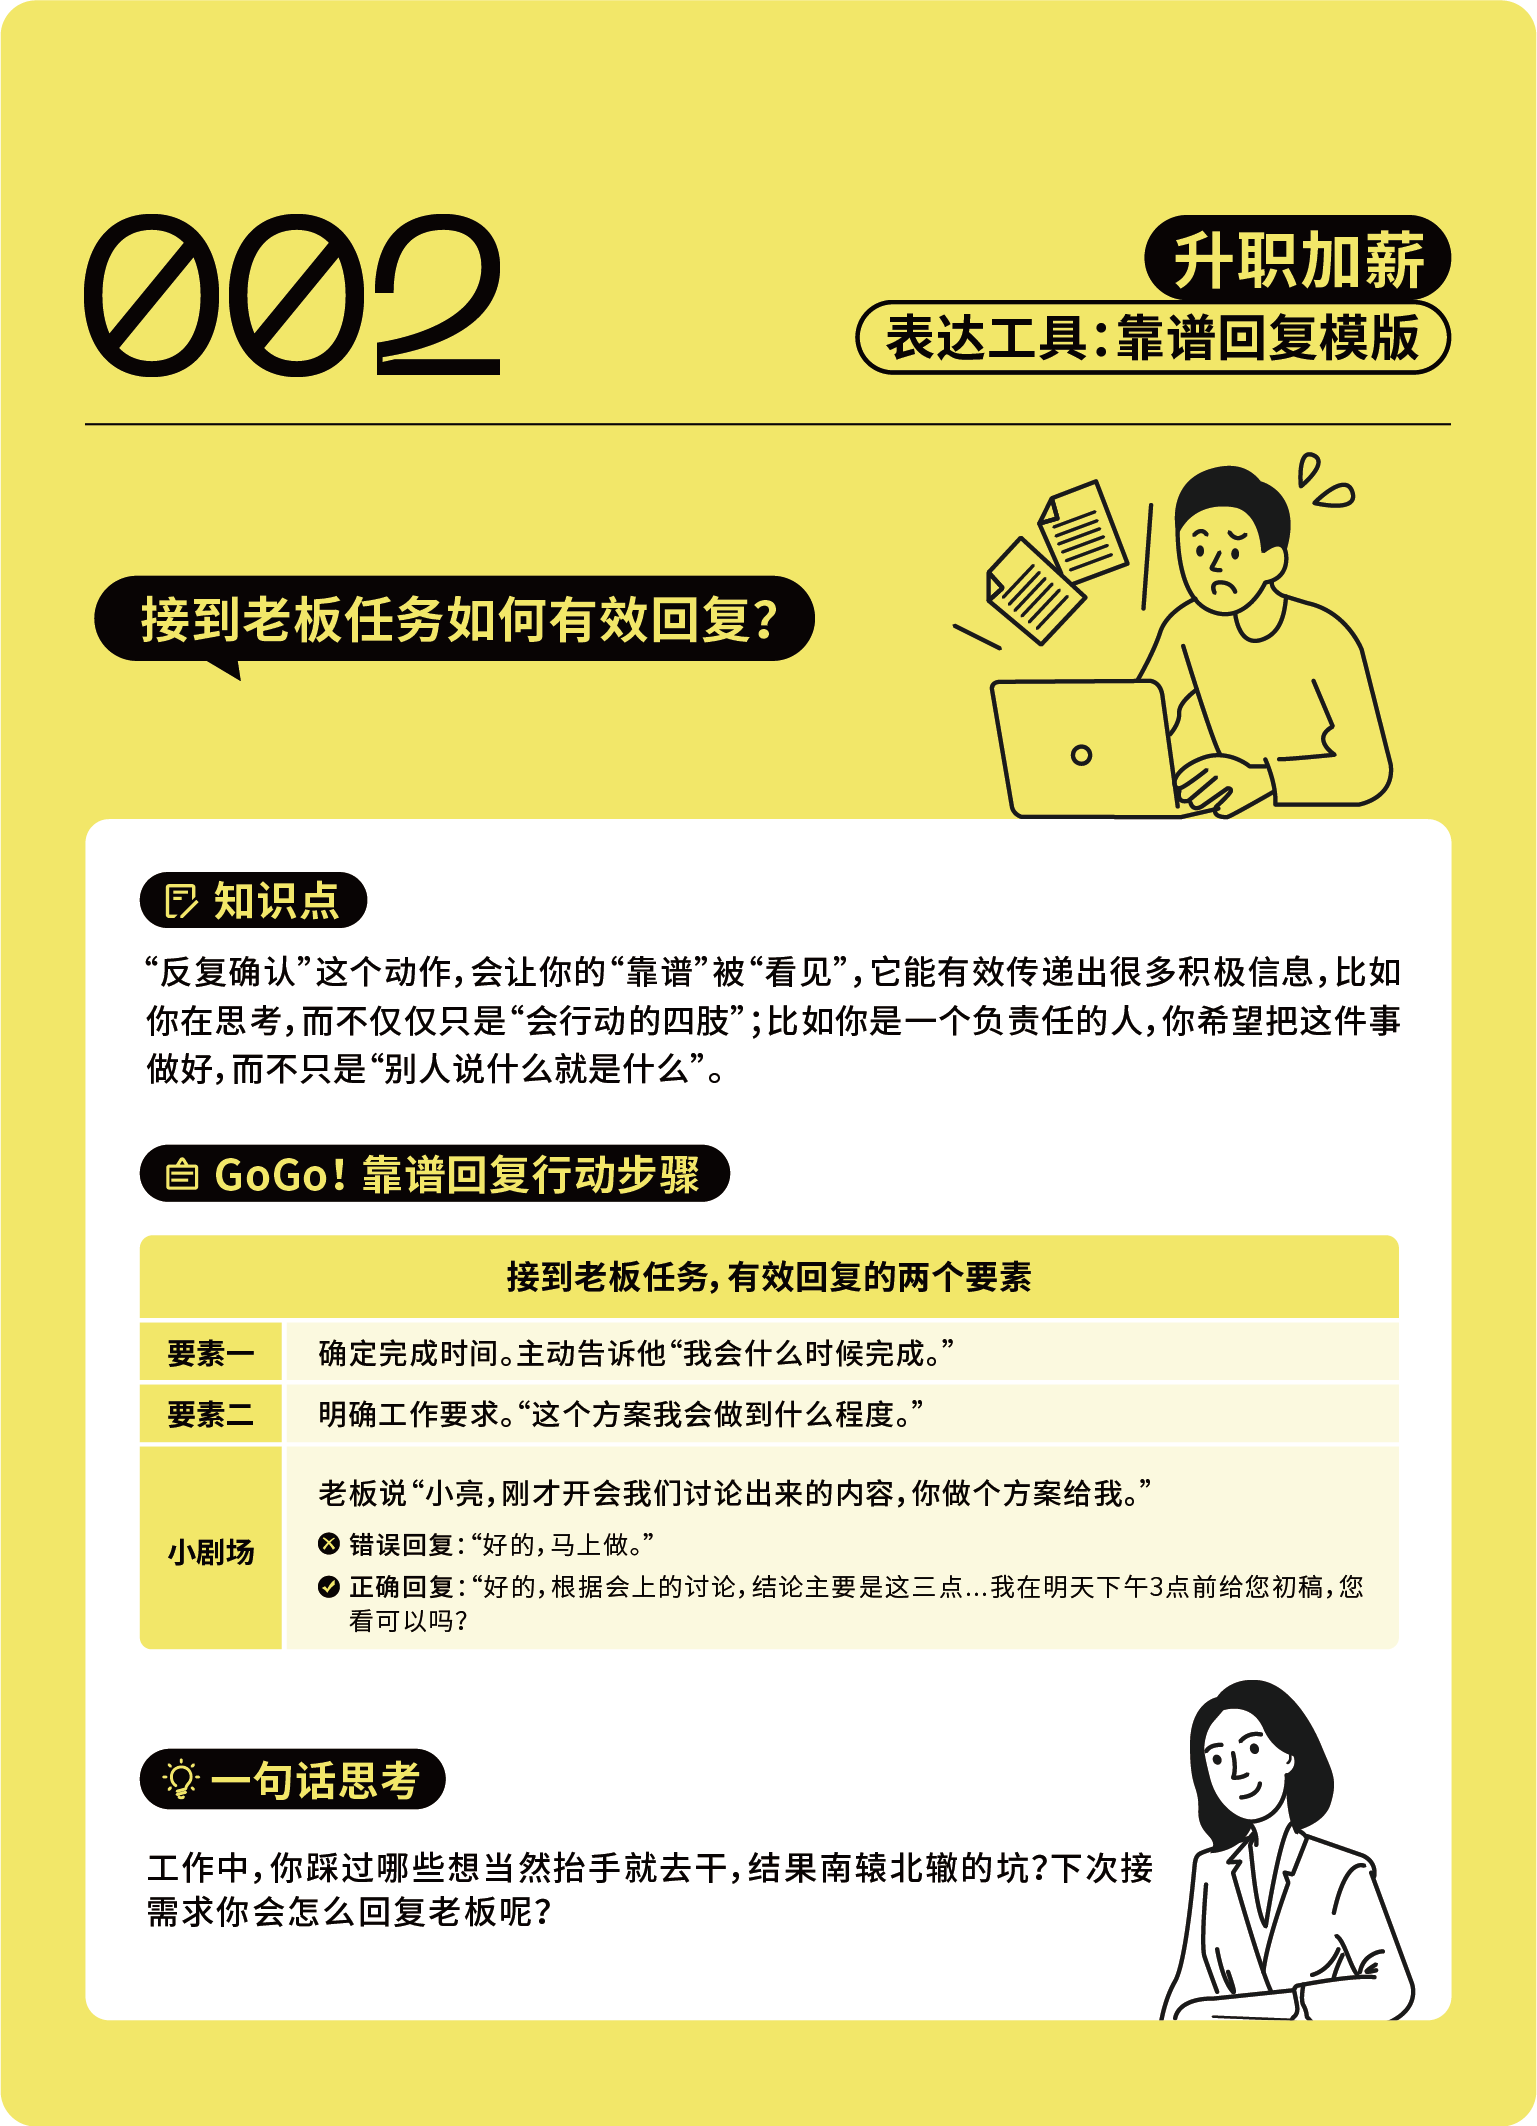 002
升职加薪
表达工具：靠谱回复模版
接到老板任务如何有效回复？
知识点
“反复确认”这个动作，会让你的“靠谱”被“看见”，它能有效传递出很多积极信息，比如
你在思考，而不仅仅只是“会行动的四肢”；比如你是一个负责任的人，你希望把这件事
做好，而不只是“别人说什么就是什么”。
GoGo！靠谱回复行动步骤
接到老板任务，有效回复的两个要素
要素一 确定完成时间。主动告诉他“我会什么时候完成。”
要素二 明确工作要求。“这个方案我会做到什么程度。”
小剧场
老板说“小亮，刚才开会我们讨论出来的内容，你做个方案给我。”
错误回复：“好的，马上做。”
正确回复：“好的，根据会上的讨论，结论主要是这三点...我在明天下午3点前给您初稿，您
看可以吗？
一句话思考
工作中，你踩过哪些想当然抬手就去干，结果南辕北辙的坑？下次接
需求你会怎么回复老板呢？